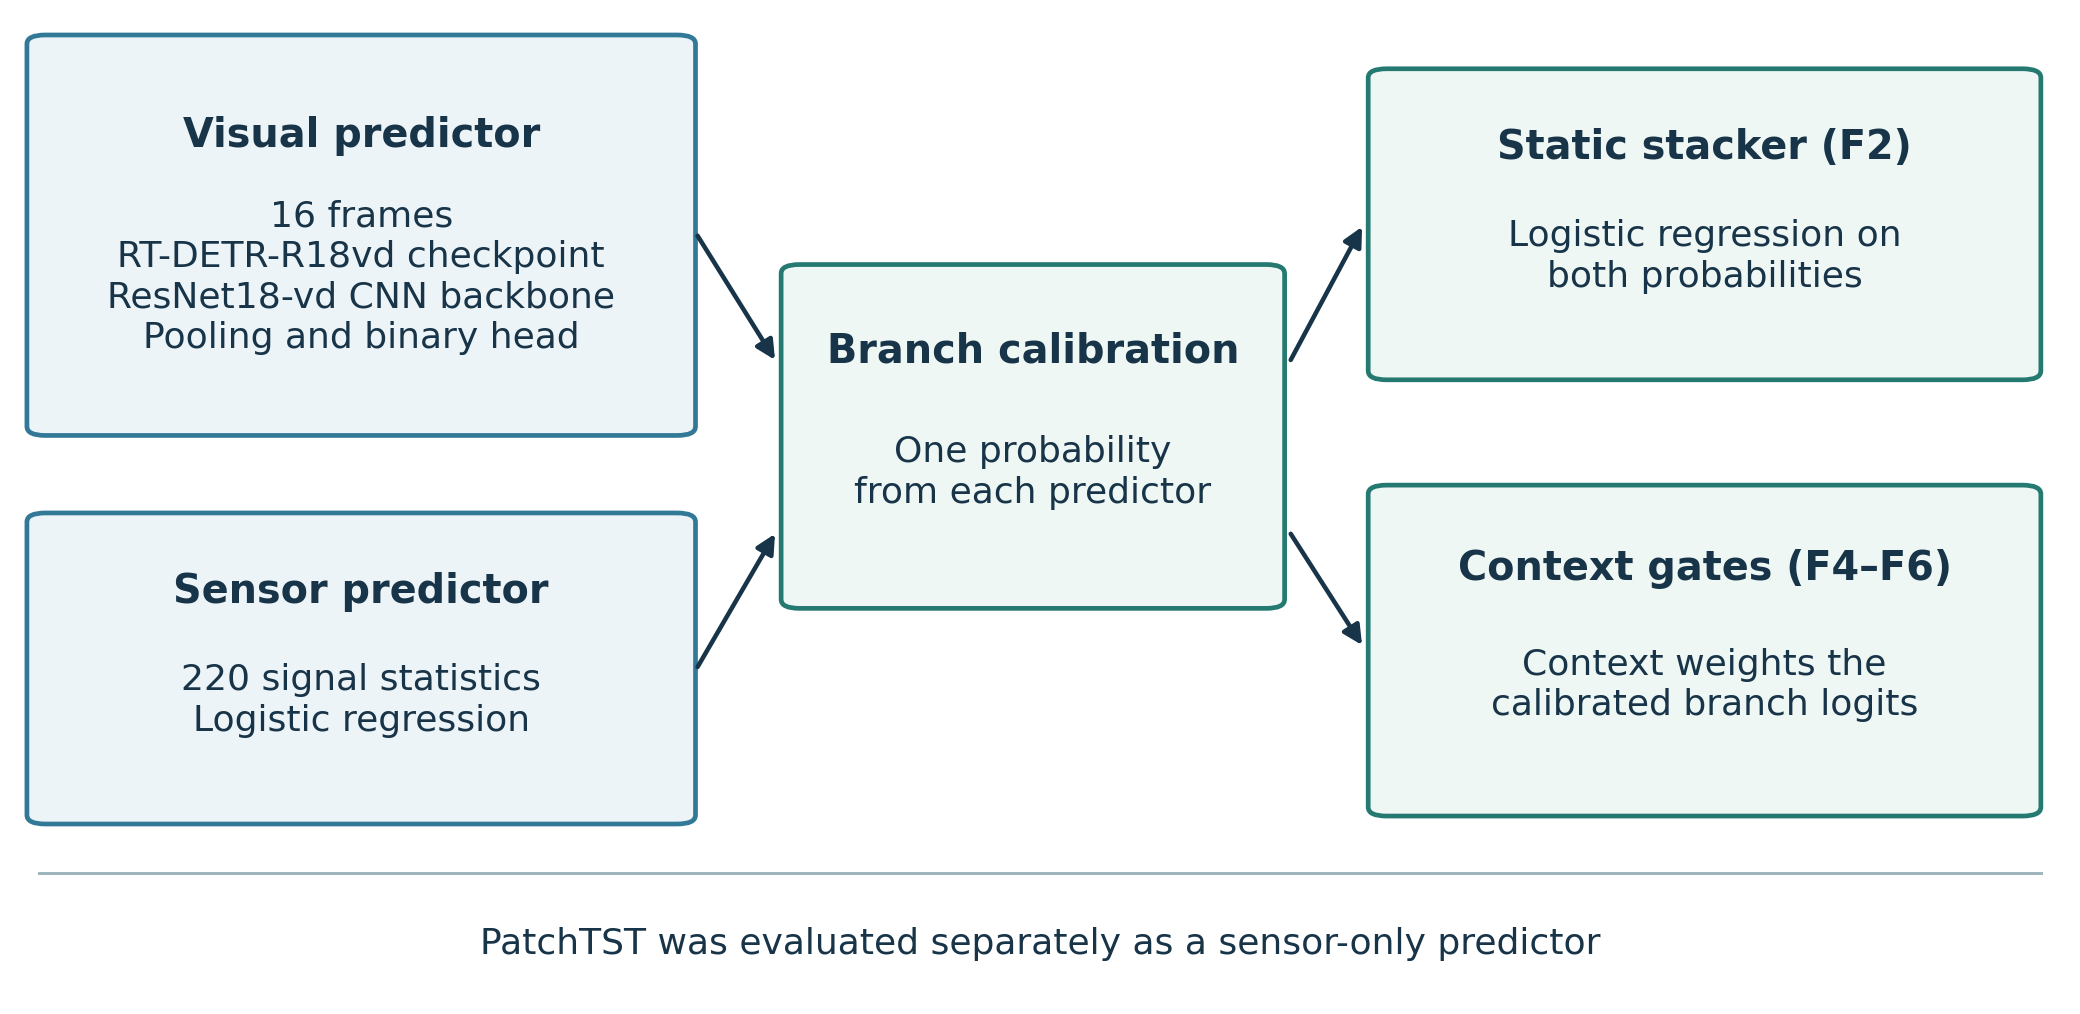 Visual predictor
16 frames
RT-DETR-R18vd checkpoint
ResNet18-vd CNN backbone
Pooling and binary head
Sensor predictor
220 signal statistics
Logistic regression
Branch calibration
One probability
from each predictor
Static stacker (F2)
Logistic regression on
both probabilities
Context gates (F4–F6)
Context weights the
calibrated branch logits
PatchTST was evaluated separately as a sensor-only predictor